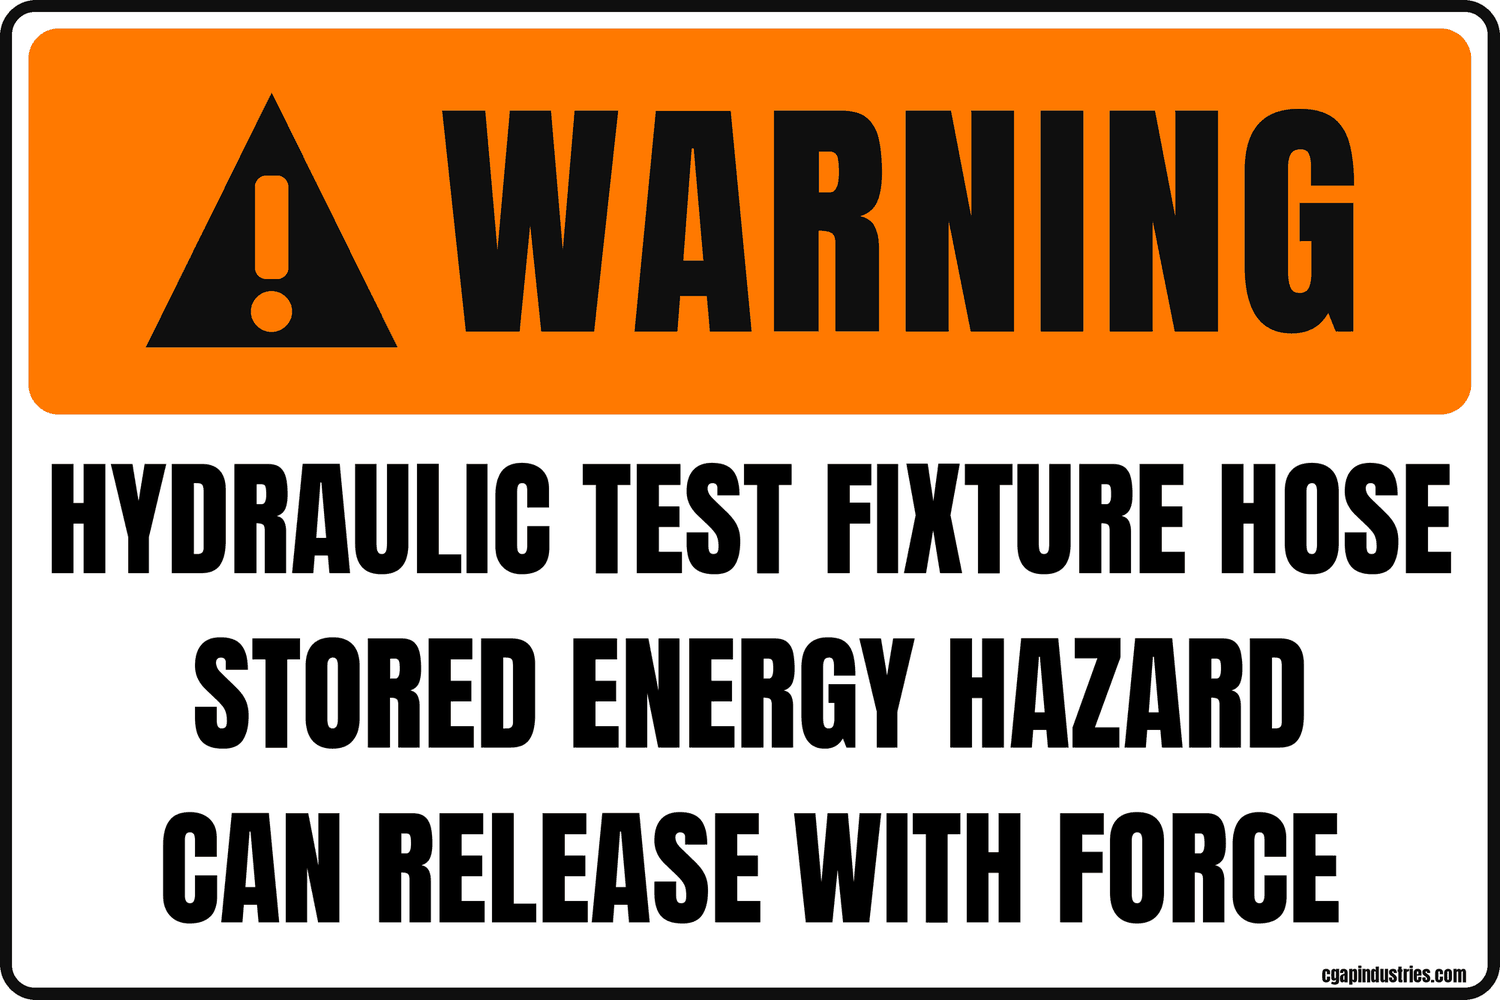 WARNING
HYDRAULIC TEST FIXTURE HOSE
STORED ENERGY HAZARD
CAN RELEASE WITH FORCE
cgapindustries.com